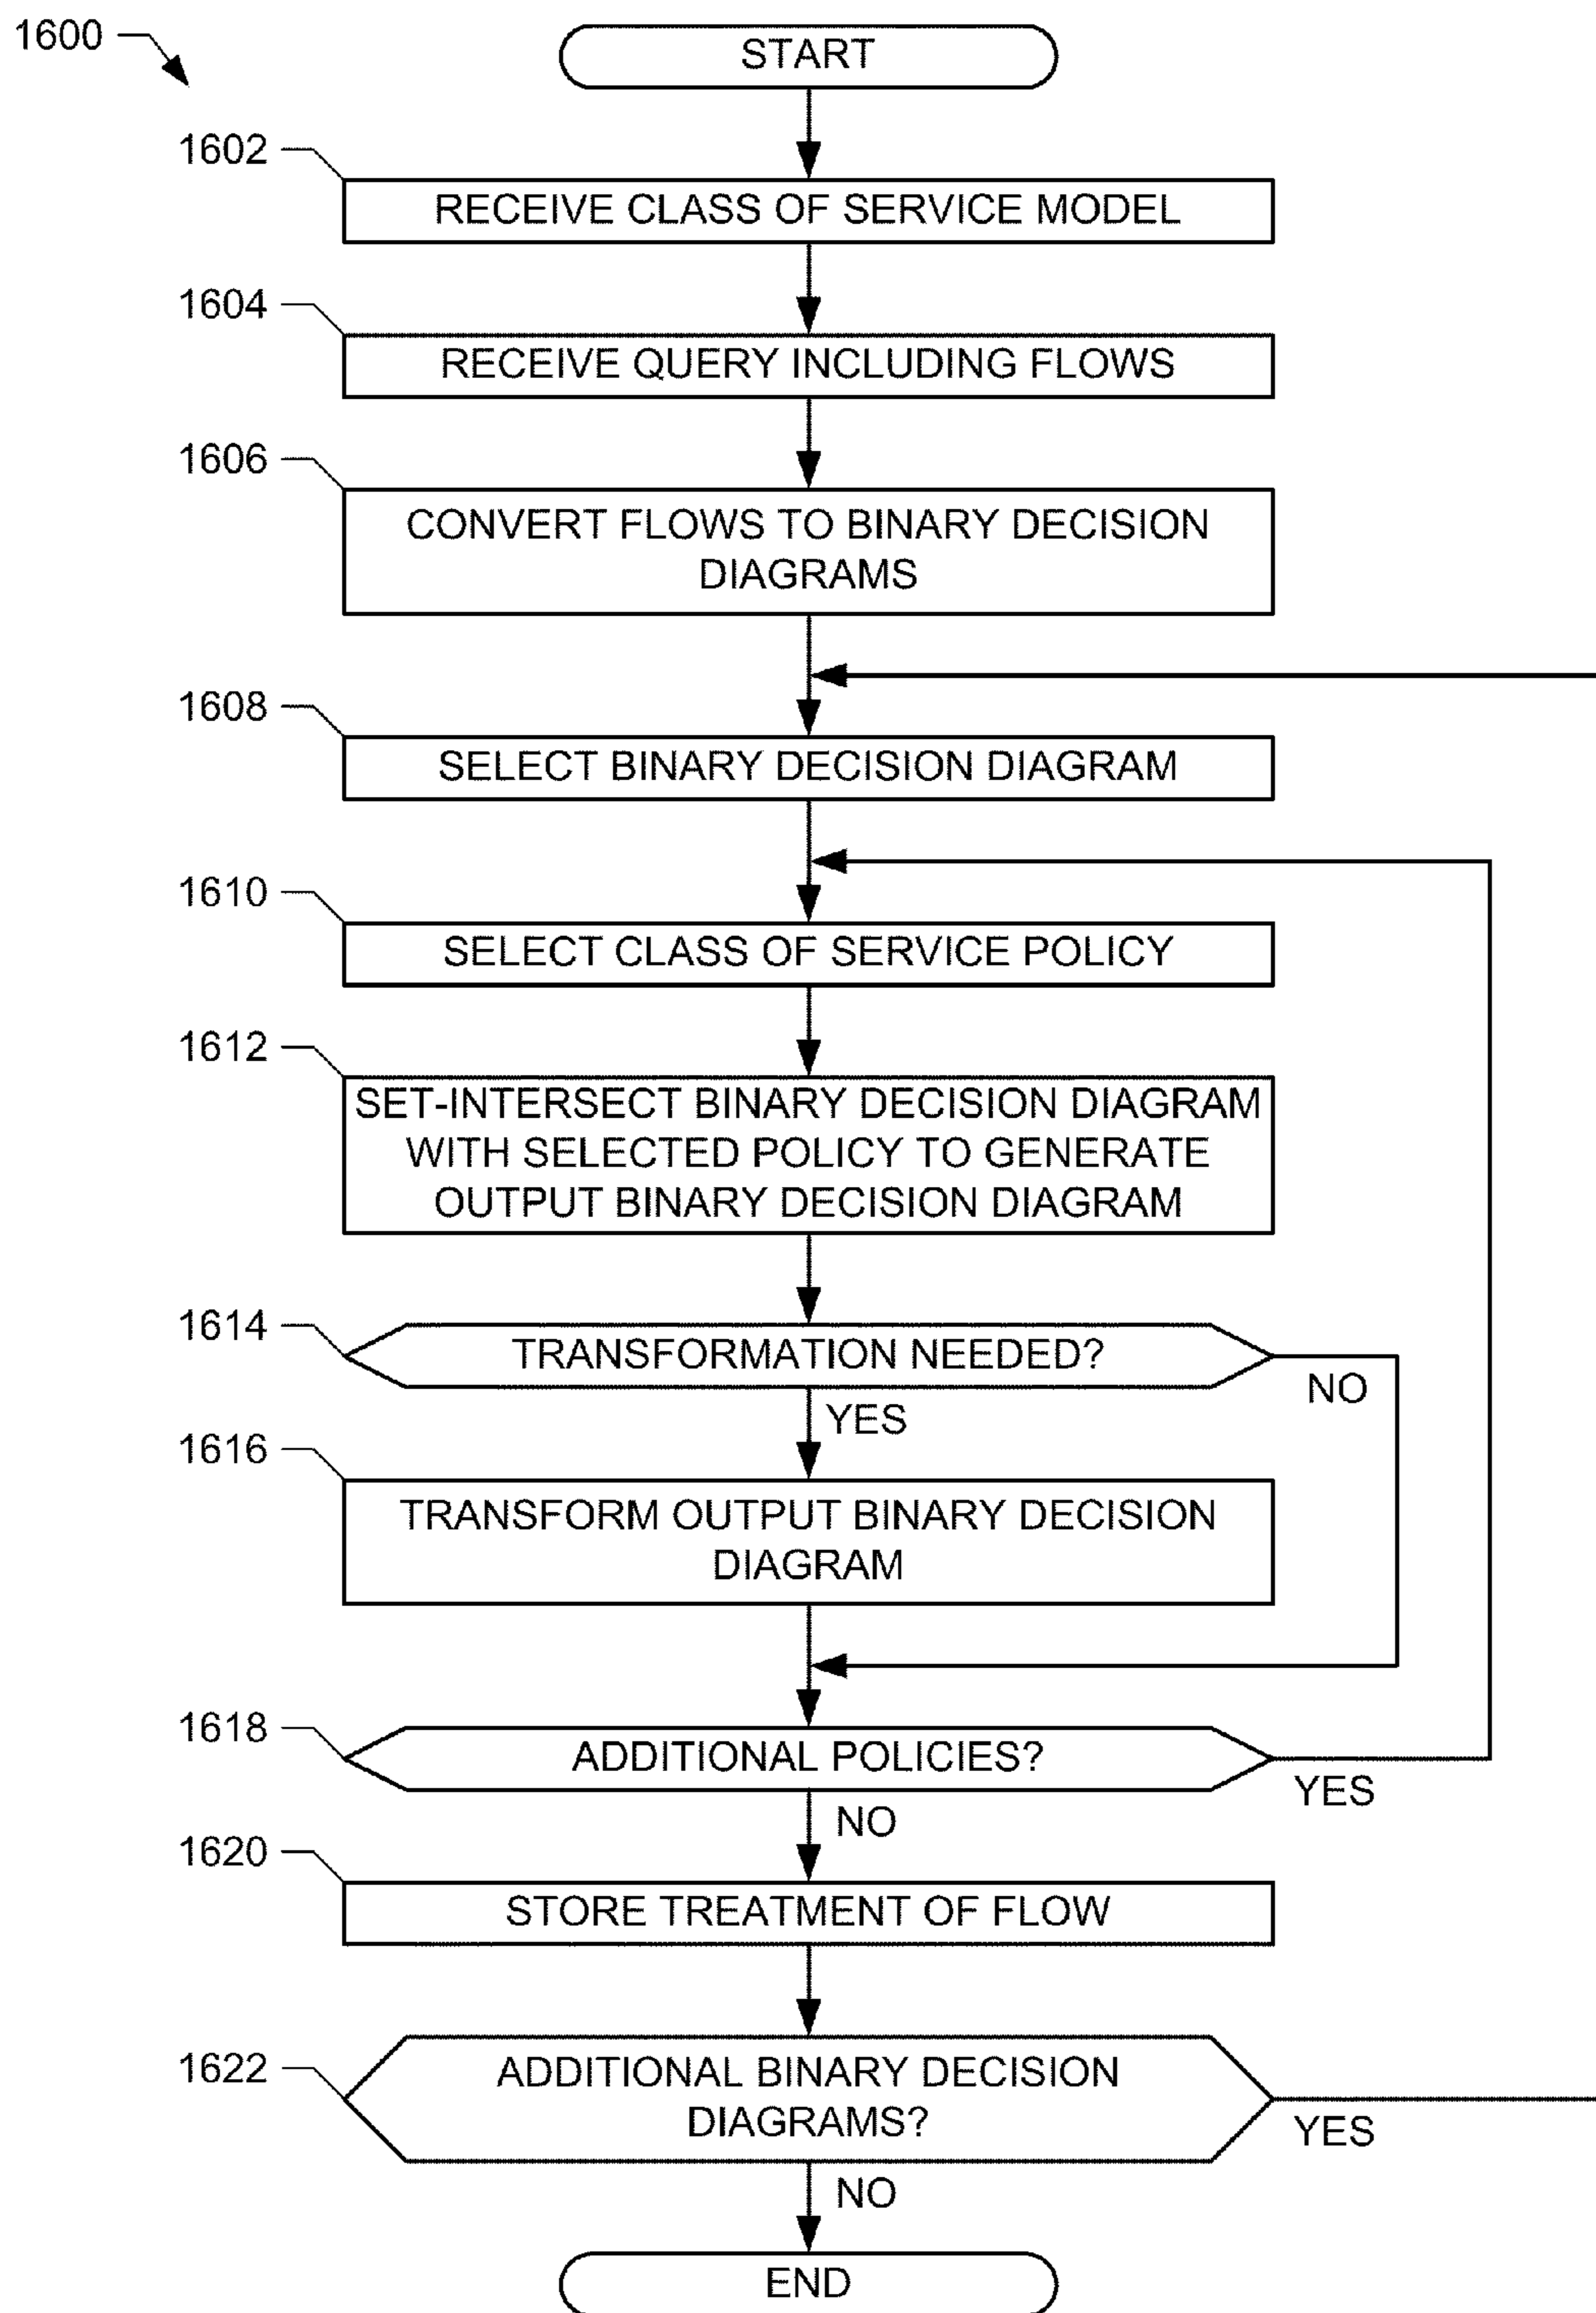 1600
START
1602
RECEIVE CLASS OF SERVICE MODEL
1604
RECEIVE QUERY INCLUDING FLOWS
1606
CONVERT FLOWS TO BINARY DECISION
DIAGRAMS
1608
SELECT BINARY DECISION DIAGRAM
1610
SELECT CLASS OF SERVICE POLICY
1612
SET-INTERSECT BINARY DECISION DIAGRAM
WITH SELECTED POLICY TO GENERATE
OUTPUT BINARY DECISION DIAGRAM
1614
TRANSFORMATION NEEDED?
NO
YES
1616
TRANSFORM OUTPUT BINARY DECISION
DIAGRAM
1618
ADDITIONAL POLICIES?
YES
NO
1620
STORE TREATMENT OF FLOW
1622
ADDITIONAL BINARY DECISION
DIAGRAMS?
YES
NO
END